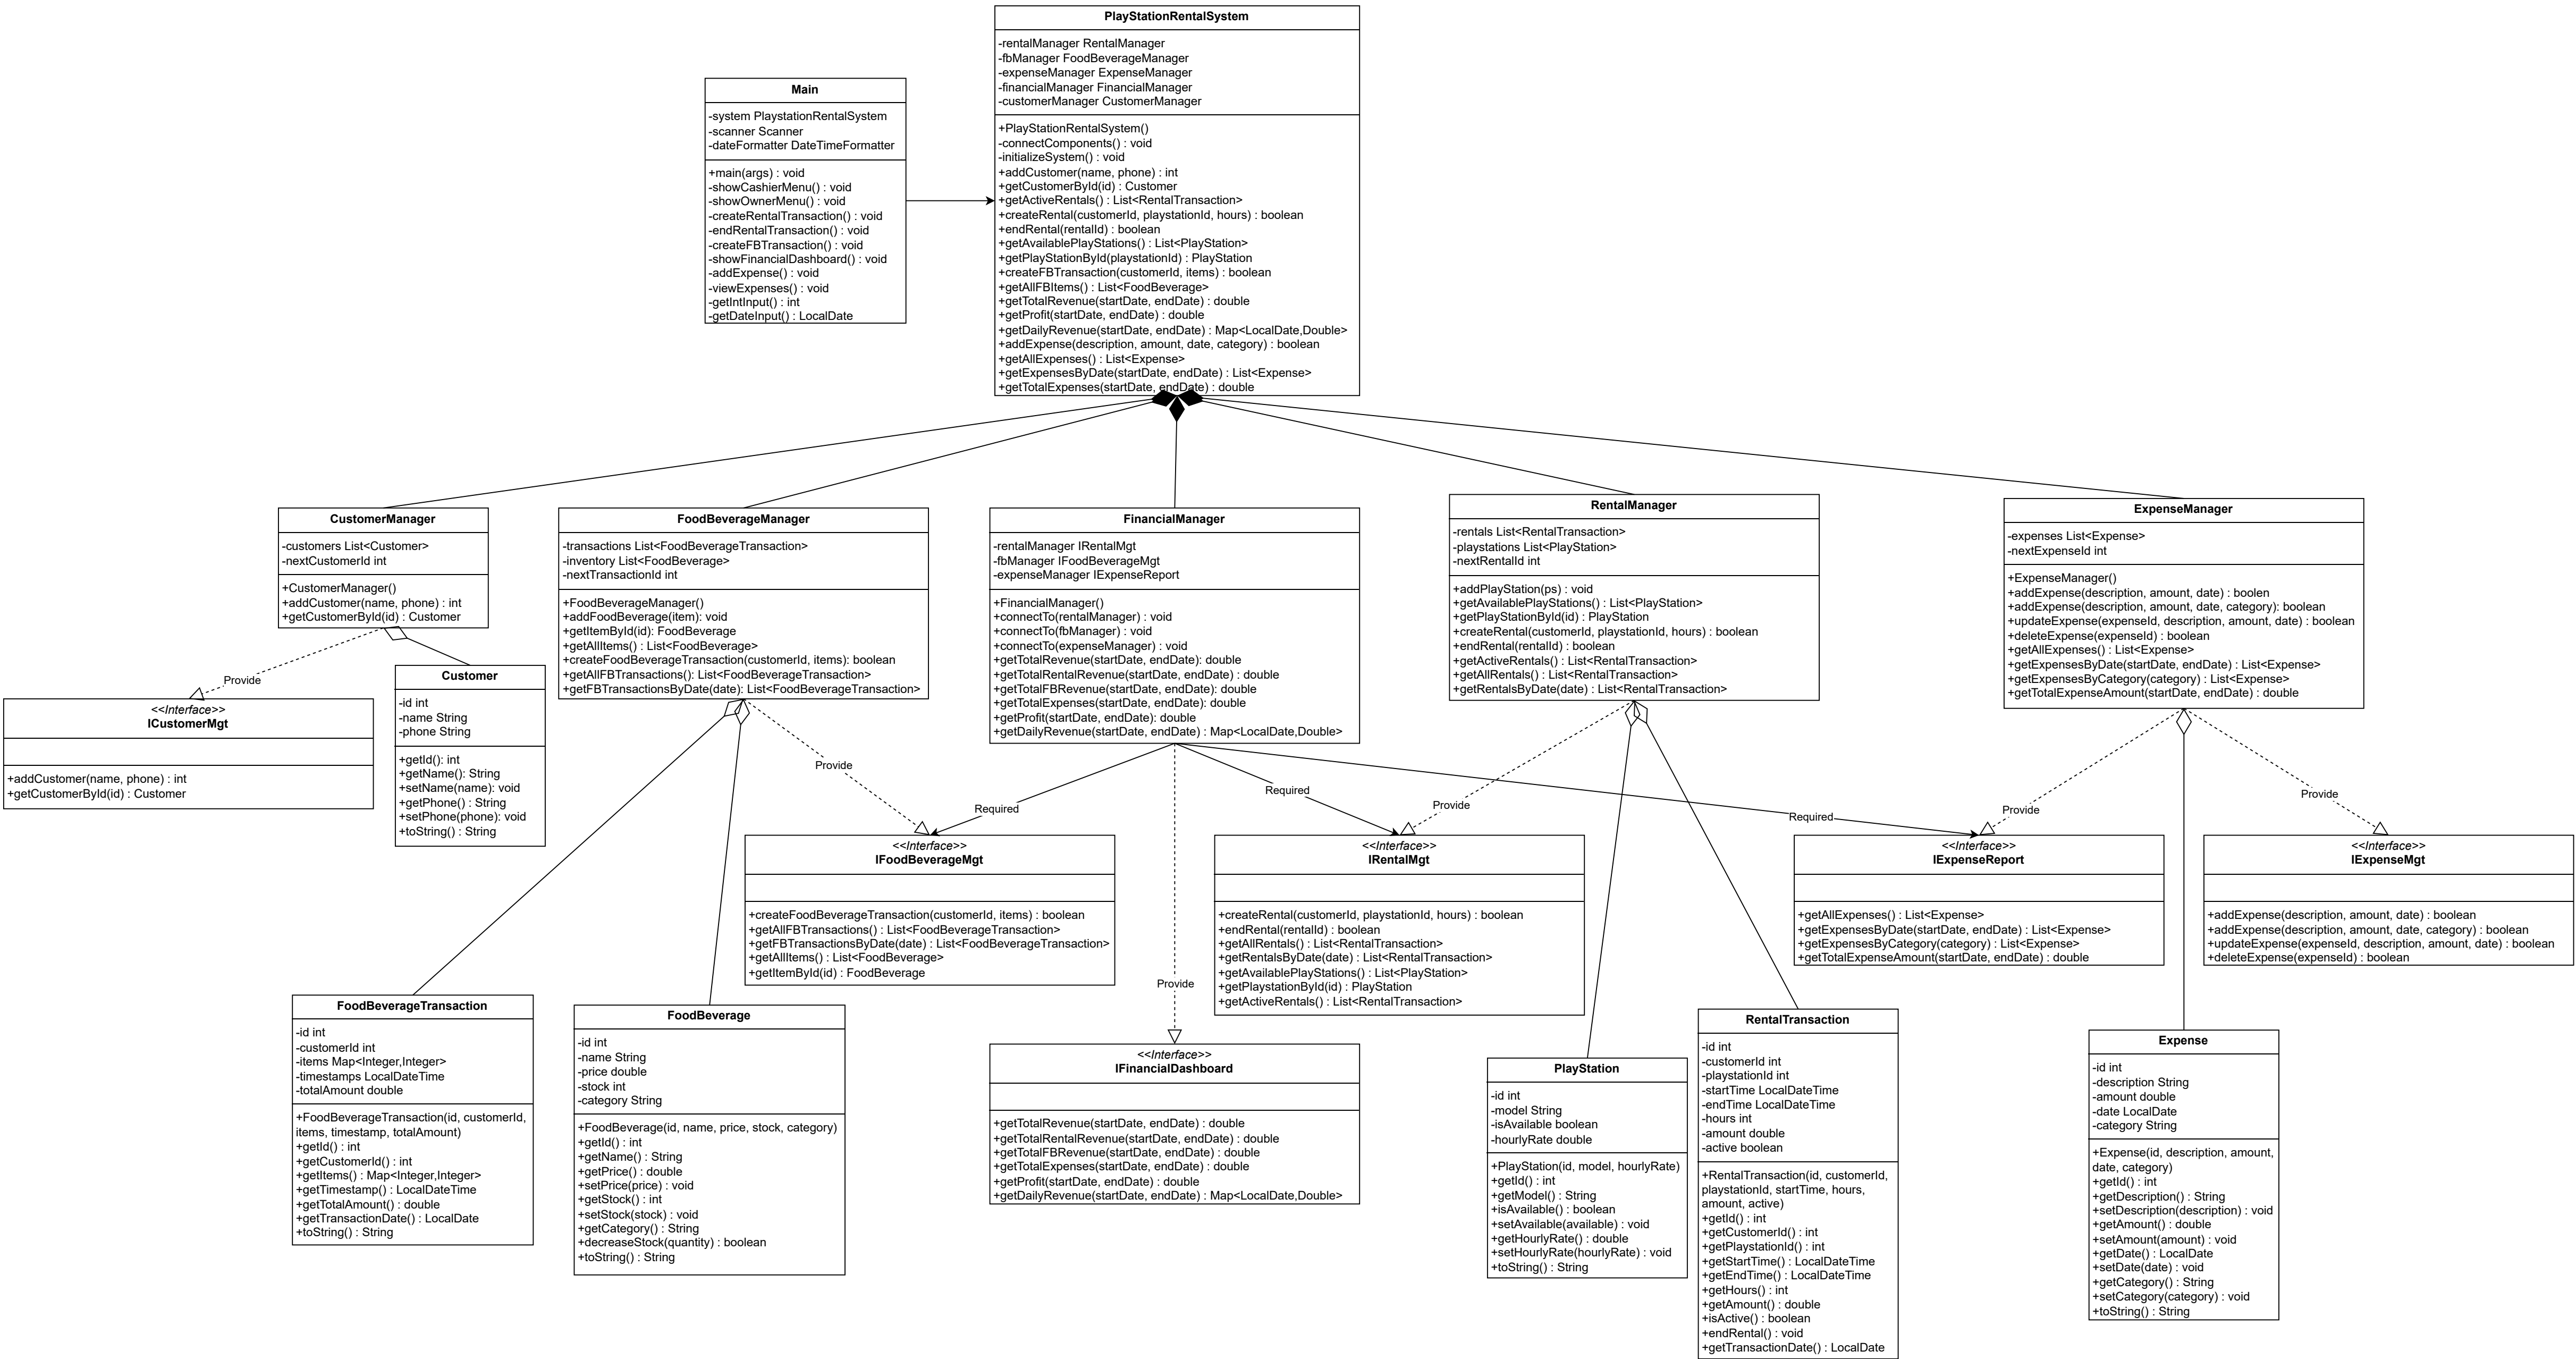 PlayStationRentalSystem
-rentalManager RentalManager
-fbManager FoodBeverageManager
-expenseManager ExpenseManager
-financialManager FinancialManager
-customerManager CustomerManager
+PlayStationRentalSystem()
-connectComponents() : void
-initializeSystem() : void
+addCustomer(name, phone) : int
+getCustomerById(id) : Customer
+getActiveRentals() : List<RentalTransaction>
+createRental(customerId, playstationId, hours) : boolean
+endRental(rentalId) : boolean
+getAvailablePlayStations() : List<PlayStation>
+getPlayStationById(playstationId) : PlayStation
+createFBTransaction(customerId, items) : boolean
+getAllFBItems() : List<FoodBeverage>
+getTotalRevenue(startDate, endDate) : double
+getProfit(startDate, endDate) : double
+getDailyRevenue(startDate, endDate) : Map<LocalDate,Double>
+addExpense(description, amount, date, category) : boolean
+getAllExpenses() : List<Expense>
+getExpensesByDate(startDate, endDate) : List<Expense>
+getTotalExpenses(startDate, endDate) : double
Main
-system PlaystationRentalSystem
-scanner Scanner
-dateFormatter DateTimeFormatter
+main(args) : void
-showCashierMenu() : void
-showOwnerMenu() : void
-createRentalTransaction() : void
-endRentalTransaction() : void
-createFBTransaction() : void
-showFinancialDashboard() : void
-addExpense() : void
-viewExpenses() : void
-getIntInput() : int
-getDateInput() : LocalDate
CustomerManager
-customers List<Customer>
-nextCustomerId int
+CustomerManager()
+addCustomer(name, phone) : int
+getCustomerById(id) : Customer
FoodBeverageManager
-transactions List<FoodBeverageTransaction>
-inventory List<FoodBeverage>
-nextTransactionId int
+FoodBeverageManager()
+addFoodBeverage(item): void
+getItemById(id): FoodBeverage
+getAllItems() : List<FoodBeverage>
+createFoodBeverageTransaction(customerId, items): boolean
+getAllFBTransactions(): List<FoodBeverageTransaction>
+getFBTransactionsByDate(date): List<FoodBeverageTransaction>
FinancialManager
-rentalManager IRentalMgt
-fbManager IFoodBeverageMgt
-expenseManager IExpenseReport
+FinancialManager()
+connectTo(rentalManager) : void
+connectTo(fbManager) : void
+connectTo(expenseManager) : void
+getTotalRevenue(startDate, endDate): double
+getTotalRentalRevenue(startDate, endDate) : double
+getTotalFBRevenue(startDate, endDate): double
+getTotalExpenses(startDate, endDate): double
+getProfit(startDate, endDate): double
+getDailyRevenue(startDate, endDate) : Map<LocalDate,Double>
RentalManager
-rentals List<RentalTransaction>
-playstations List<PlayStation>
-nextRentalId int
+addPlayStation(ps) : void
+getAvailablePlayStations() : List<PlayStation>
+getPlayStationById(id) : PlayStation
+createRental(customerId, playstationId, hours) : boolean
+endRental(rentalId) : boolean
+getActiveRentals() : List<RentalTransaction>
+getAllRentals() : List<RentalTransaction>
+getRentalsByDate(date) : List<RentalTransaction>
ExpenseManager
-expenses List<Expense>
-nextExpenseId int
+ExpenseManager()
+addExpense(description, amount, date) : boolen
+addExpense(description, amount, date, category): boolean
+updateExpense(expenseId, description, amount, date) : boolean
+deleteExpense(expenseId) : boolean
+getAllExpenses() : List<Expense>
+getExpensesByDate(startDate, endDate) : List<Expense>
+getExpensesByCategory(category) : List<Expense>
+getTotalExpenseAmount(startDate, endDate) : double
Provide
<<Interface>>
ICustomerMgt
+addCustomer(name, phone) : int
+getCustomerById(id) : Customer
Customer
-id int
-name String
-phone String
+getId(): int
+getName(): String
+setName(name): void
+getPhone() : String
+setPhone(phone): void
+toString() : String
Provide
Required
Required
Provide
Required
Provide
Provide
<<Interface>>
IFoodBeverageMgt
+createFoodBeverageTransaction(customerId, items) : boolean
+getAllFBTransactions() : List<FoodBeverageTransaction>
+getFBTransactionsByDate(date) : List<FoodBeverageTransaction>
+getAllItems() : List<FoodBeverage>
+getItemById(id) : FoodBeverage
<<Interface>>
IRentalMgt
+createRental(customerId, playstationId, hours) : boolean
+endRental(rentalId) : boolean
+getAllRentals() : List<RentalTransaction>
+getRentalsByDate(date) : List<RentalTransaction>
+getAvailablePlayStations() : List<PlayStation>
+getPlaystationById(id) : PlayStation
+getActiveRentals() : List<RentalTransaction>
<<Interface>>
IExpenseReport
+getAllExpenses() : List<Expense>
+getExpensesByDate(startDate, endDate) : List<Expense>
+getExpensesByCategory(category) : List<Expense>
+getTotalExpenseAmount(startDate, endDate) : double
<<Interface>>
IExpenseMgt
+addExpense(description, amount, date) : boolean
+addExpense(description, amount, date, category) : boolean
+updateExpense(expenseId, description, amount, date) : boolean
+deleteExpense(expenseId) : boolean
Provide
FoodBeverageTransaction
-id int
-customerId int
-items Map<Integer,Integer>
-timestamps LocalDateTime
-totalAmount double
+FoodBeverageTransaction(id, customerId,
items, timestamp, totalAmount)
+getId() : int
+getCustomerId() : int
+getItems() : Map<Integer,Integer>
+getTimestamp() : LocalDateTime
+getTotalAmount() : double
+getTransactionDate() : LocalDate
+toString() : String
FoodBeverage
-id int
-name String
-price double
-stock int
-category String
+FoodBeverage(id, name, price, stock, category)
+getId() : int
+getName() : String
+getPrice() : double
+setPrice(price) : void
+getStock() : int
+setStock(stock) : void
+getCategory() : String
+decreaseStock(quantity) : boolean
+toString() : String
<<Interface>>
IFinancialDashboard
+getTotalRevenue(startDate, endDate) : double
+getTotalRentalRevenue(startDate, endDate) : double
+getTotalFBRevenue(startDate, endDate) : double
+getTotalExpenses(startDate, endDate) : double
+getProfit(startDate, endDate) : double
+getDailyRevenue(startDate, endDate) : Map<LocalDate,Double>
PlayStation
-id int
-model String
-isAvailable boolean
-hourlyRate double
+PlayStation(id, model, hourlyRate)
+getId() : int
+getModel() : String
+isAvailable() : boolean
+setAvailable(available) : void
+getHourlyRate() : double
+setHourlyRate(hourlyRate) : void
+toString() : String
RentalTransaction
-id int
-customerId int
-playstationId int
-startTime LocalDateTime
-endTime LocalDateTime
-hours int
-amount double
-active boolean
+RentalTransaction(id, customerId,
playstationId, startTime, hours,
amount, active)
+getId() : int
+getCustomerId() : int
+getPlaystationId() : int
+getStartTime() : LocalDateTime
+getEndTime() : LocalDateTime
+getHours() : int
+getAmount() : double
+isActive() : boolean
+endRental() : void
+getTransactionDate() : LocalDate
Expense
-id int
-description String
-amount double
-date LocalDate
-category String
+Expense(id, description, amount,
date, category)
+getId() : int
+getDescription() : String
+setDescription(description) : void
+getAmount() : double
+setAmount(amount) : void
+getDate() : LocalDate
+setDate(date) : void
+getCategory() : String
+setCategory(category) : void
+toString() : String